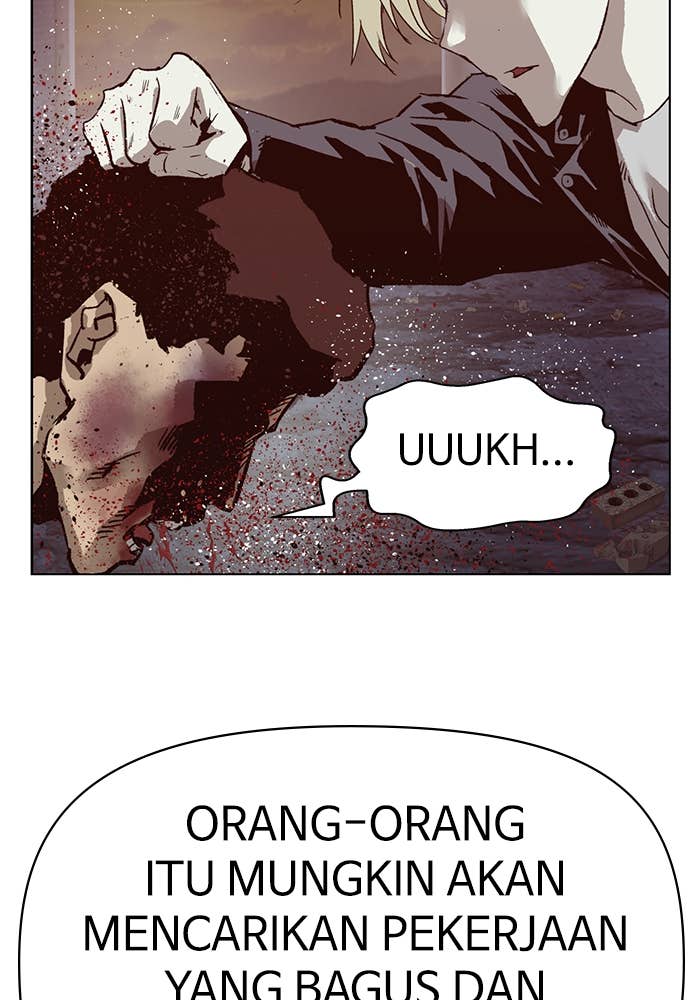 UUUKH...
ORANG-ORANG
ITU MUNGKIN AKAN
MENCARIKAN PEKERJAAN
YANG BAGUS DAN